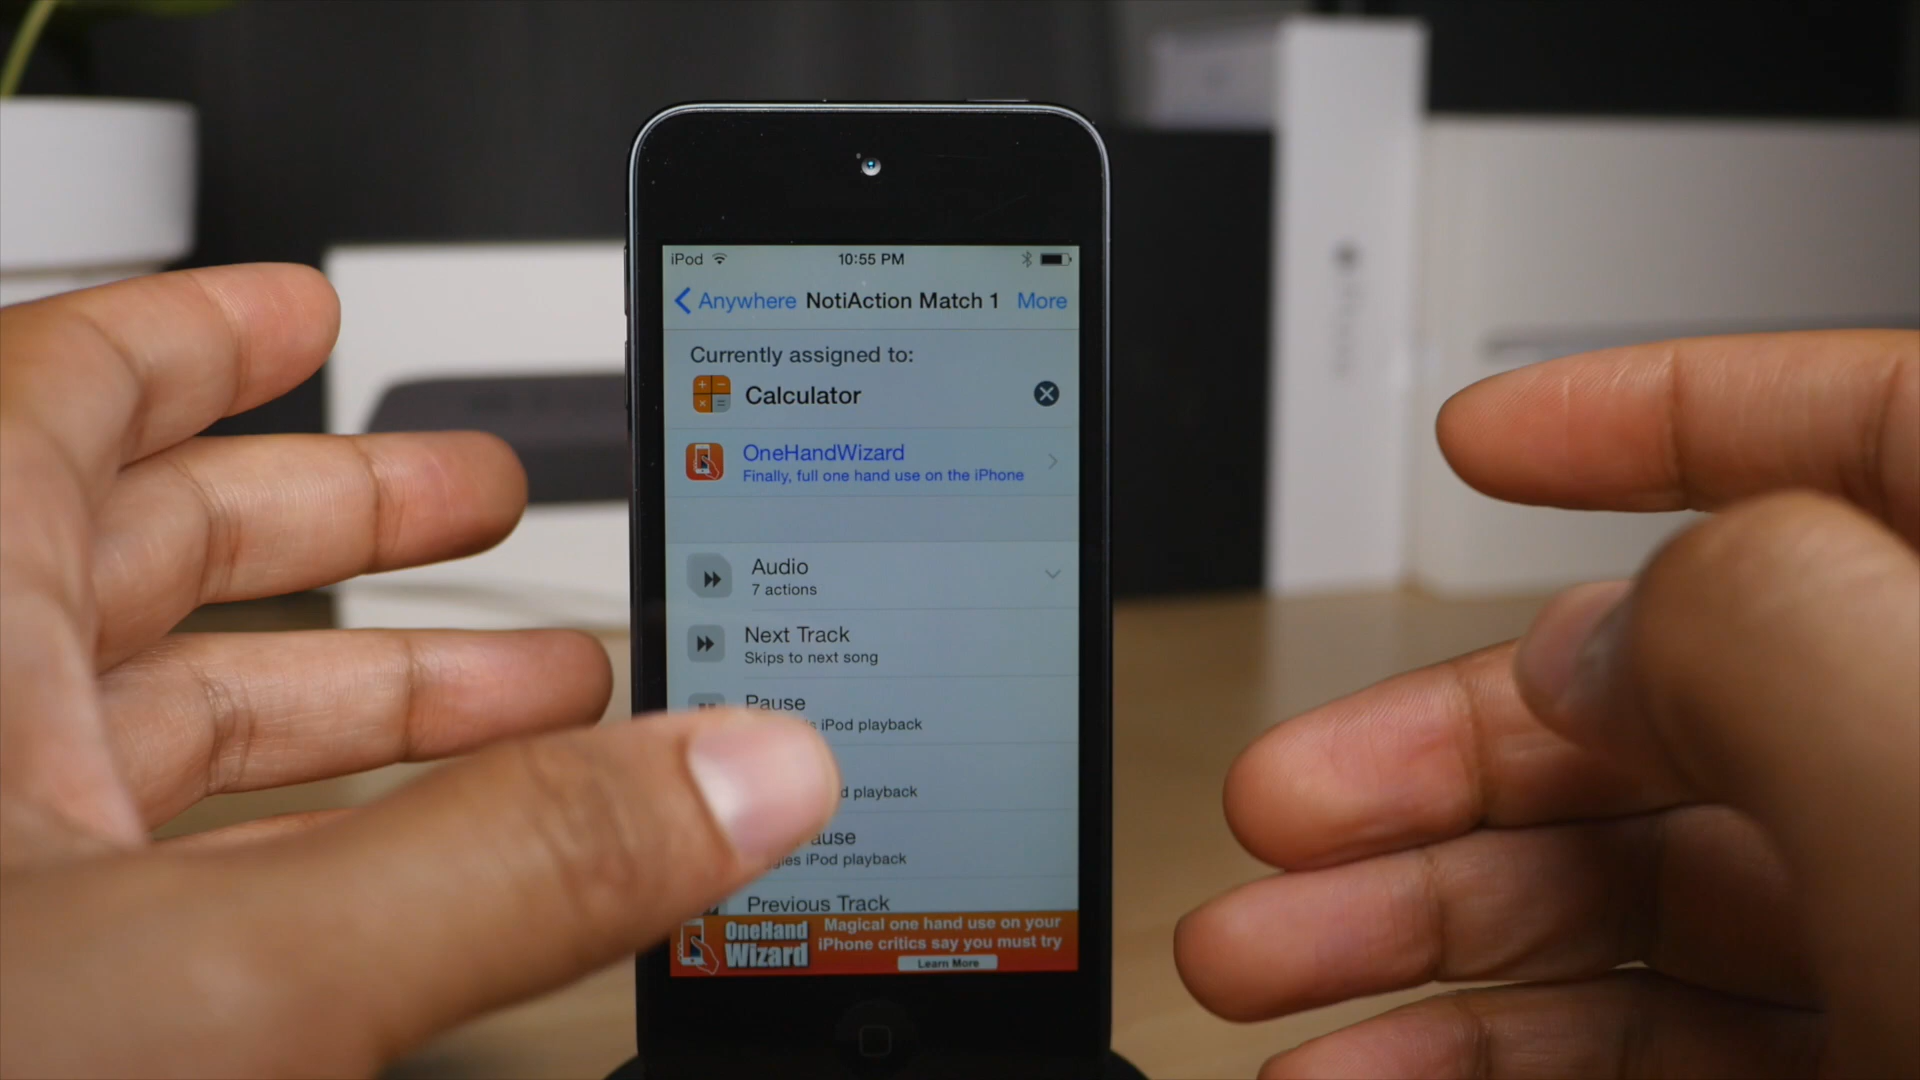 iPod 10:55 PM
Anywhere NotiAction Match 1 More
Currently assigned to:
Calculator
OneHandWizard
Finally, full one hand use on the iPhone
Audio
7 actions
Next Track
Skips to next song
Pause
iPod playback
playback
iPod playback
Previous Track
OneHand
Wizard
Magical one hand use on your
iPhone critics say you must try
Learn More